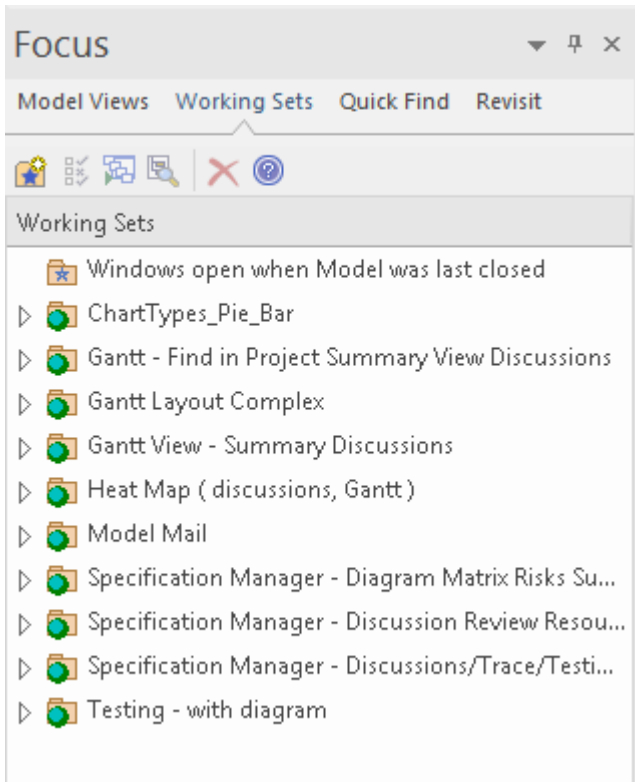 Focus
Model Views Working Sets Quick Find Revisit
Working Sets
Windows open when Model was last closed
ChartTypes_Pie_Bar
Gantt - Find in Project Summary View Discussions
Gantt Layout Complex
Gantt View - Summary Discussions
Heat Map ( discussions, Gantt )
Model Mail
Specification Manager - Diagram Matrix Risks Su...
Specification Manager - Discussion Review Resou...
Specification Manager - Discussions/Trace/Testi...
Testing - with diagram